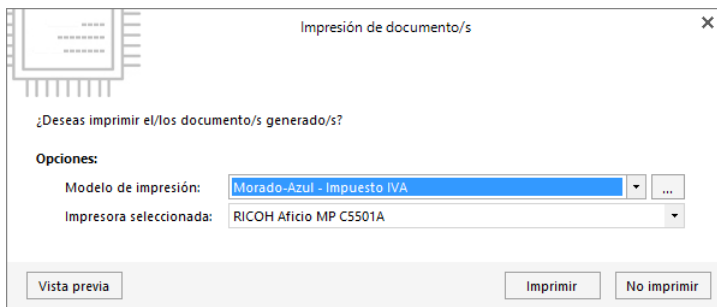 Impresión de documento/s
¿Deseas imprimir el/los documento/s generado/s?
Opciones:
Modelo de impresión: Morado-Azul - Impuesto IVA ...
Impresora seleccionada: RICOH Aficio MP C5501A
Vista previa Imprimir No imprimir